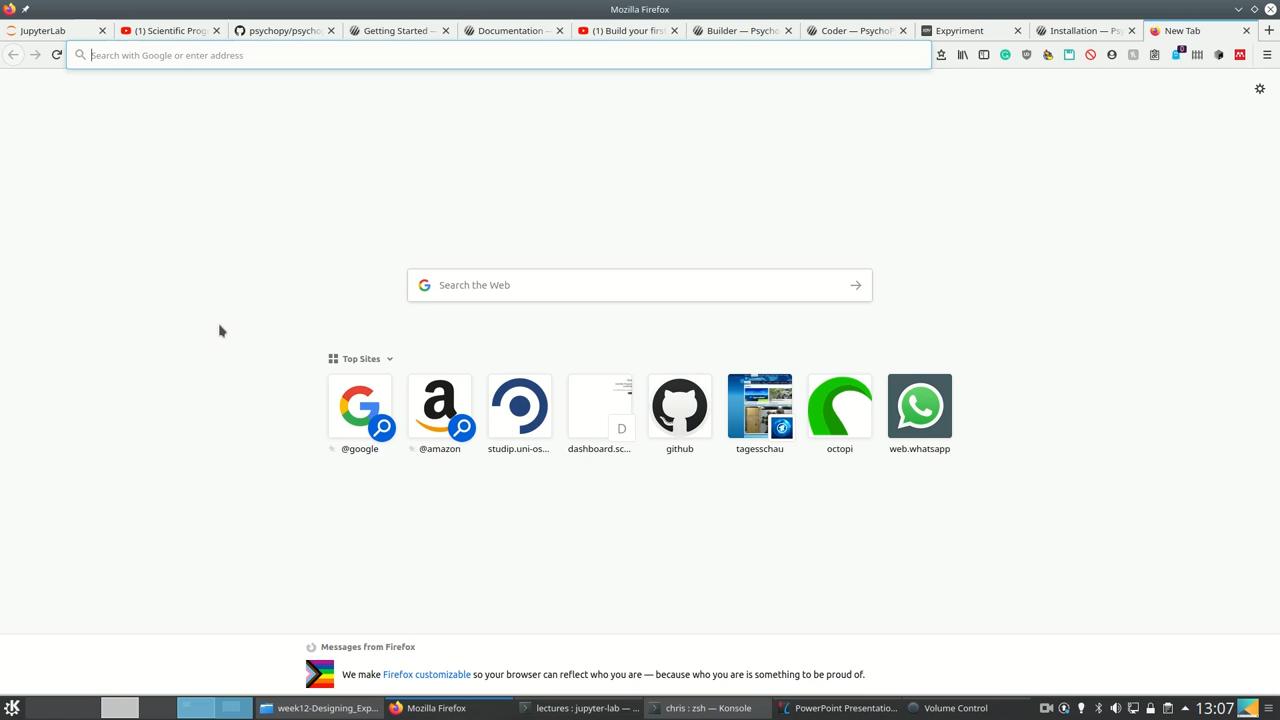 Mozilla Firefox
JupyterLab
(1) Scientific Prog
psychopy/psycho
Getting Started —
Documentation —
(1) Build your first
Builder — Psycho
Coder — PsychoP
Expyriment
Installation — Psy
New Tab
Search with Google or enter address
0
Search the Web
Top Sites
@google
@amazon
studip.uni-os...
D
dashboard.sc...
github
tagesschau
octopi
web.whatsapp
Messages from Firefox
We make Firefox customizable so your browser can reflect who you are — because who you are is something to be proud of.
week12-Designing_Exp...
Mozilla Firefox
lectures : jupyter-lab — ...
chris : zsh — Konsole
PowerPoint Presentatio...
Volume Control
13:07